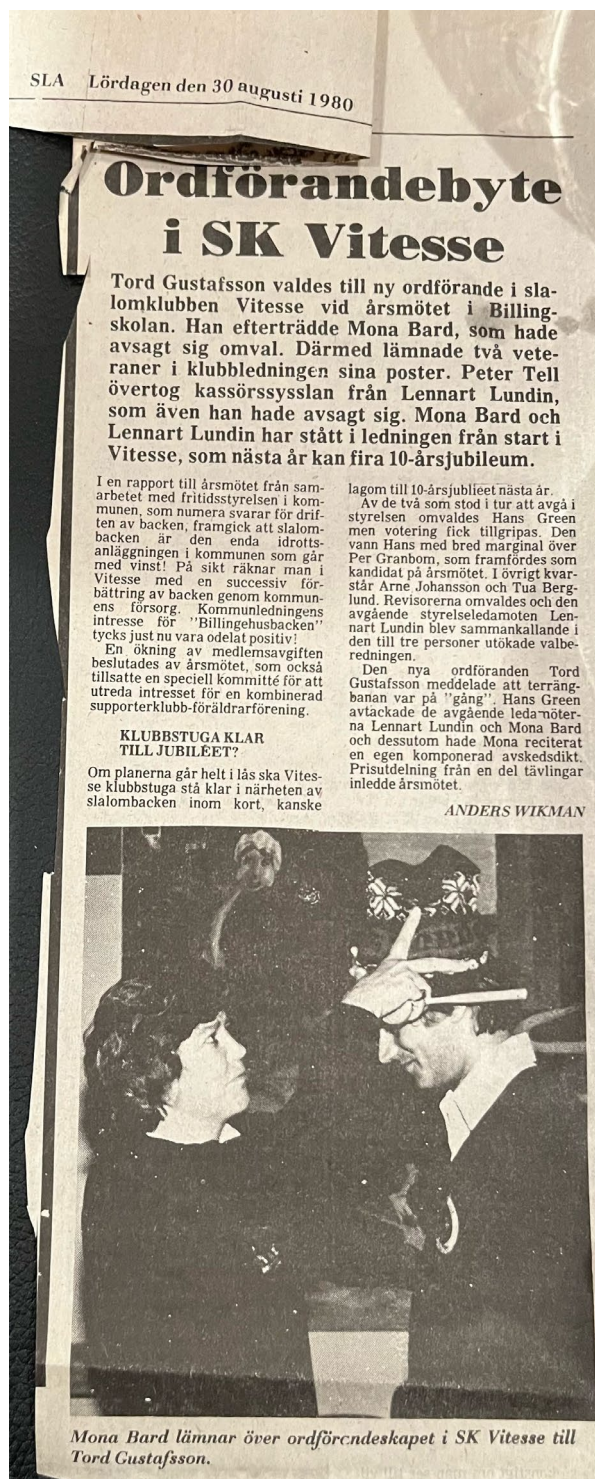 SLA Lördagen den 30 augusti 1980
Ordförandebyte
i SK Vitesse
Tord Gustafsson valdes till ny ordförande i sla-
lomklubben Vitesse vid årsmötet i Billing-
skolan. Han efterträdde Mona Bard, som hade
avsagt sig omval. Därmed lämnade två vete-
raner i klubbledningen sina poster. Peter Tell
övertog kassörssysslan från Lennart Lundin,
som även han hade avsagt sig. Mona Bard och
Lennart Lundin har stått i ledningen från start i
Vitesse, som nästa år kan fira 10-årsjubileum.
I en rapport till årsmötet från sam-
arbetet med fritidsstyrelsen i kom-
munen, som numera svarar för drif-
ten av backen, framgick att slalom-
backen är den enda idrotts-
anläggningen i kommunen som går
med vinst! På sikt räknar man i
Vitesse med en successiv för-
bättring av backen genom kommun-
ens försorg. Kommunledningens
intresse för "Billingehusbacken"
tycks just nu vara odelat positiv!
En ökning av medlemsavgiften
beslutades av årsmötet, som också
tillsatte en speciell kommitté för att
utreda intresset för en kombinerad
supporterklubb-föräldrarförening.
KLUBBSTUGA KLAR
TILL JUBILÉET?
Om planerna går helt i lås ska Vites-
se klubbstuga stå klar i närheten av
slalombacken inom kort, kanske
lagom till 10-årsjublieet nästa år.
Av de två som stod i tur att avgå i
styrelsen omvaldes Hans Green
men votering fick tillgripas. Den
vann Hans med bred marginal över
Per Granbom, som framfördes som
kandidat på årsmötet. I övrigt kvar-
står Arne Johansson och Tua Berg-
lund. Revisorerna omvaldes och den
avgående styrelseledamoten Len-
nart Lundin blev sammankallande i
den till tre personer utökade valbe-
redningen.
Den nya ordföranden Tord
Gustafsson meddelade att terräng-
banan var på "gång". Hans Green
avtackade de avgående ledamöter-
na Lennart Lundin och Mona Bard
och dessutom hade Mona reciterat
en egen komponerad avskedsdikt.
Prisutdelning från en del tävlingar
inledde årsmötet.
ANDERS WIKMAN
Mona Bard lämnar över ordförandeskapet i SK Vitesse till
Tord Gustafsson.